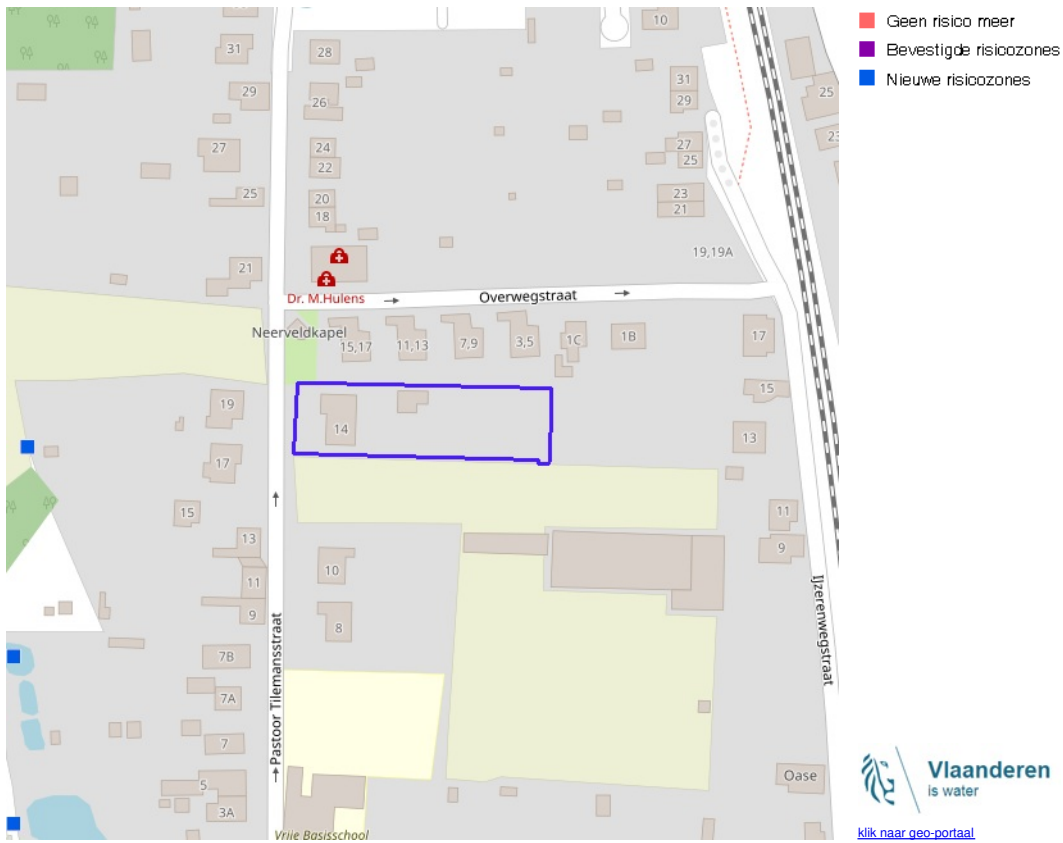 Geen risico meer
Bevestigde risicozones
Nieuwe risicozones
10
31
28
31
25
29
26
29
23
27
24
27
22
25
25
20
23
18
21
19,19A
21
Dr. M.Hulens
Overwegstraat
Neerveldkapel
15,17
11,13
7,9
3,5
1C
1B
17
15
19
14
13
17
15
11
13
9
10
11
9
8
IJzerenwegstraat
7B
Pastoor Tilemansstraat
7A
7
5
Oase
3A
Vrije Basisschool
Vlaanderen
is water
klik naar geo-portaal